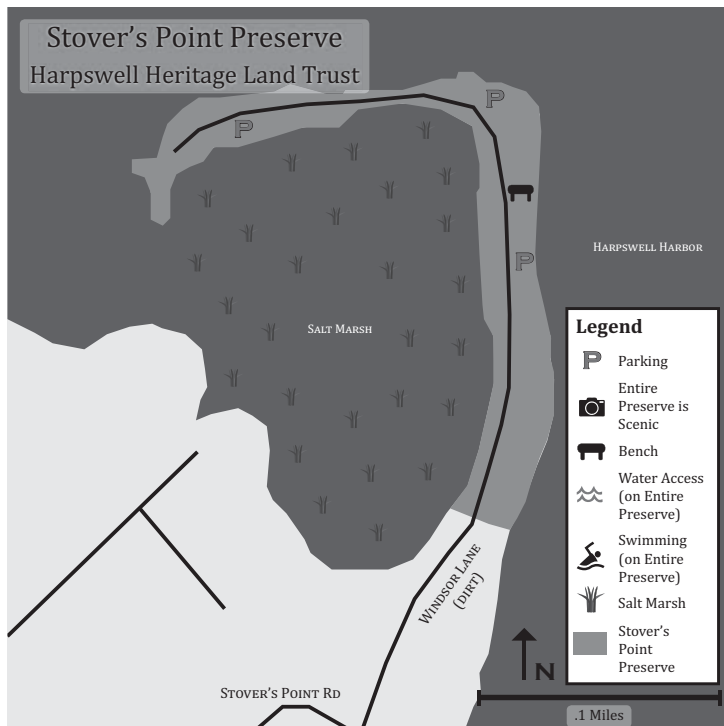 Stover's Point Preserve
Harpswell Heritage Land Trust
P
P
P
Harpswell Harbor
Salt Marsh
Legend
P Parking
Entire
Preserve is
Scenic
Bench
Water Access
(on Entire
Preserve)
Swimming
(on Entire
Preserve)
Salt Marsh
Stover's
Point
Preserve
Windsor Lane
(dirt)
N
Stover's Point Rd
.1 Miles